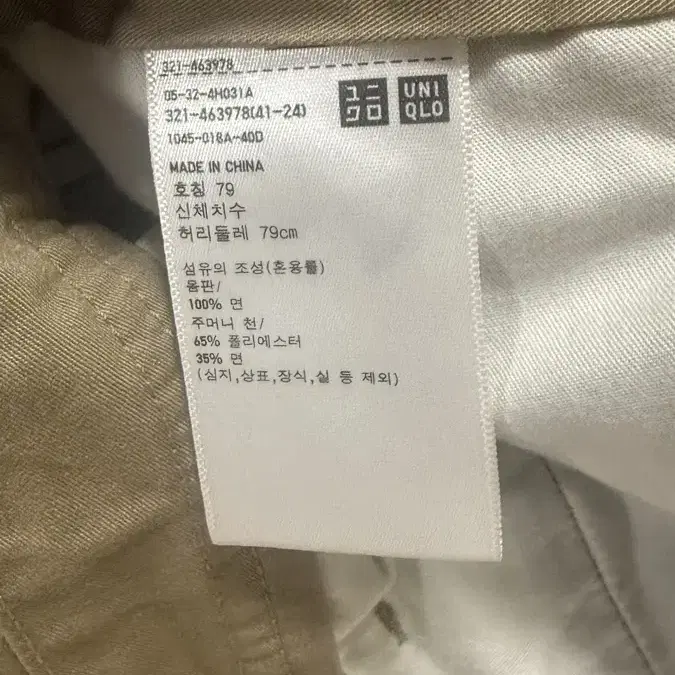 321-463978
05-32-4H031A
321-463978(41-24)
1045-018A-40D
ユニ
クロ
UNI
QLO
MADE IN CHINA
호칭 79
신체치수
허리둘레 79cm
섬유의 조성(혼용률)
몸판/
100% 면
주머니 천/
65% 폴리에스터
35% 면
(심지,상표,장식,실 등 제외)